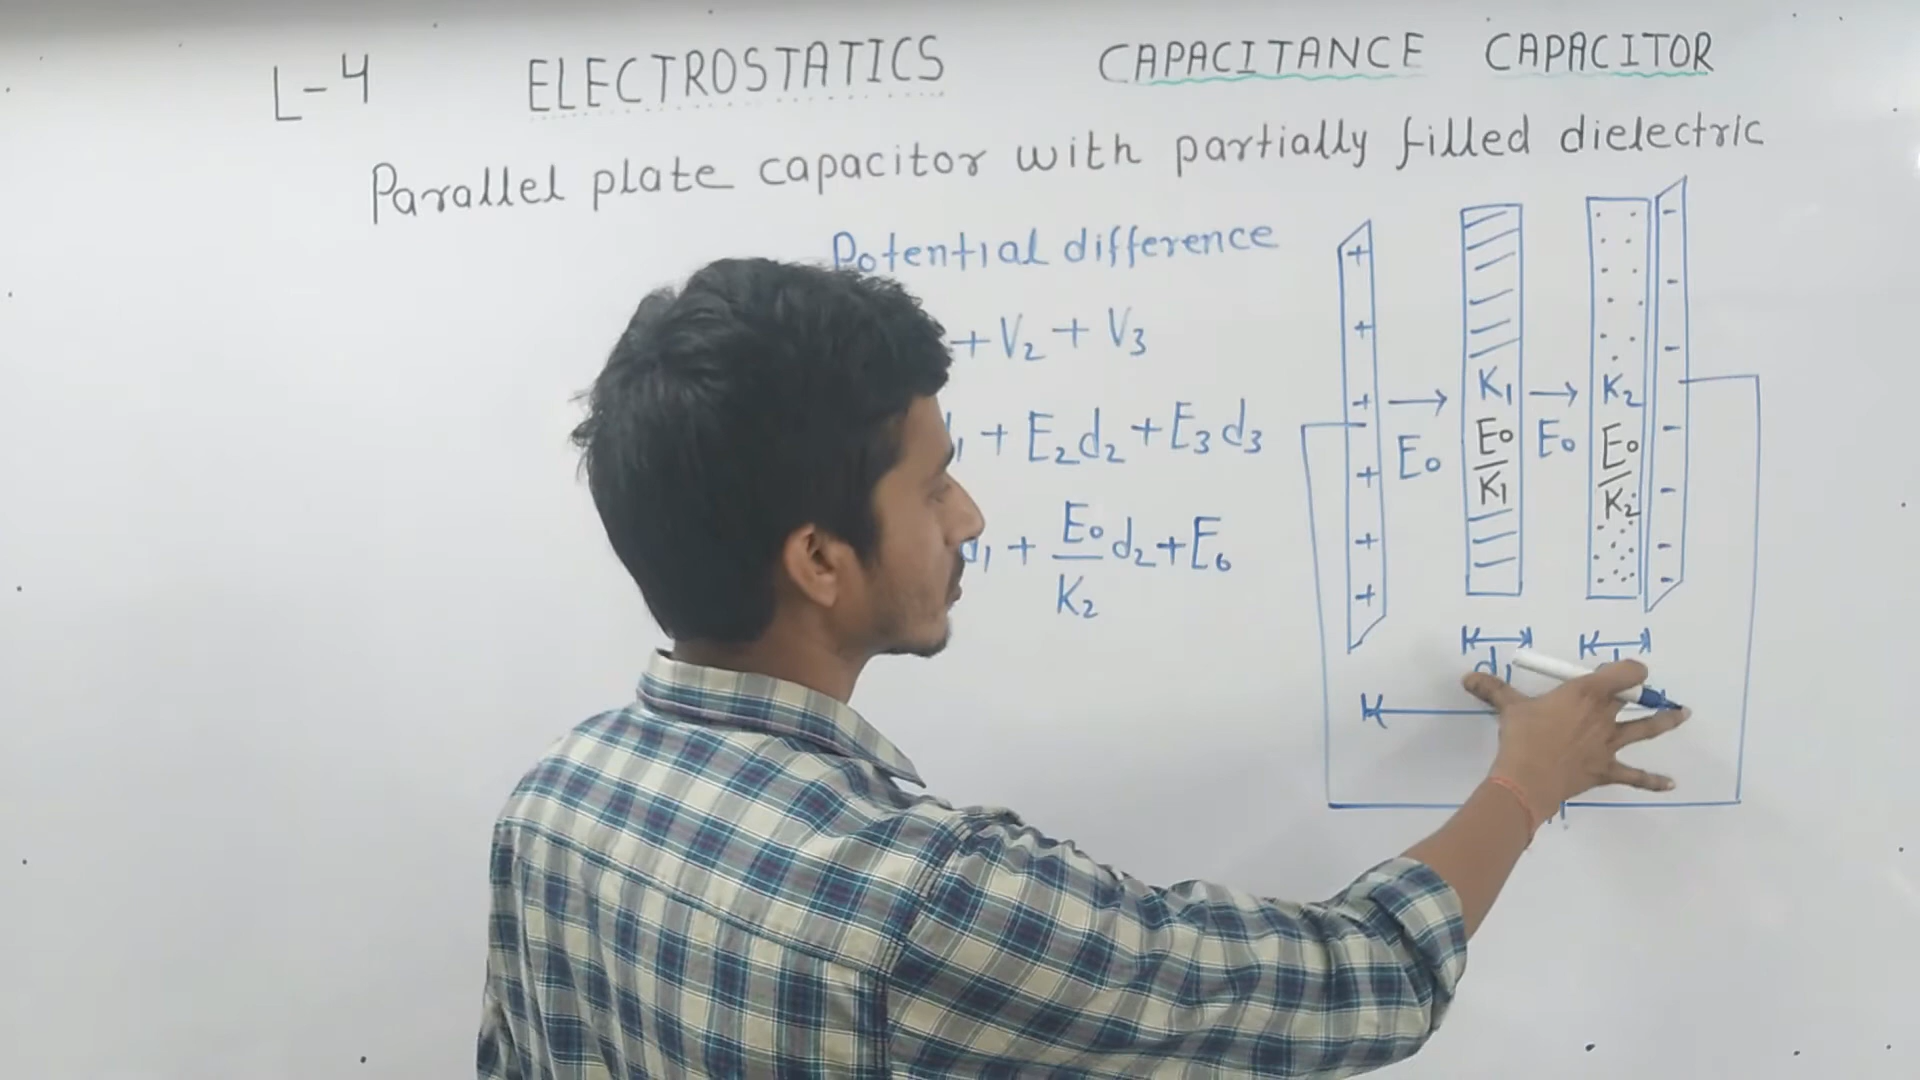 L-4 ELECTROSTATICS CAPACITANCE CAPACITOR
Parallel plate capacitor with partially filled dielectric
Potential difference
+ V₂ + V₃
+ E₂d₂ + E₃d₃
d₁ + E₀/K₂ d₂ + E₀
+ + + + + +
E₀
K₁
E₀/K₁
E₀
K₂
E₀/K₂
- - - - - - - -
d₁